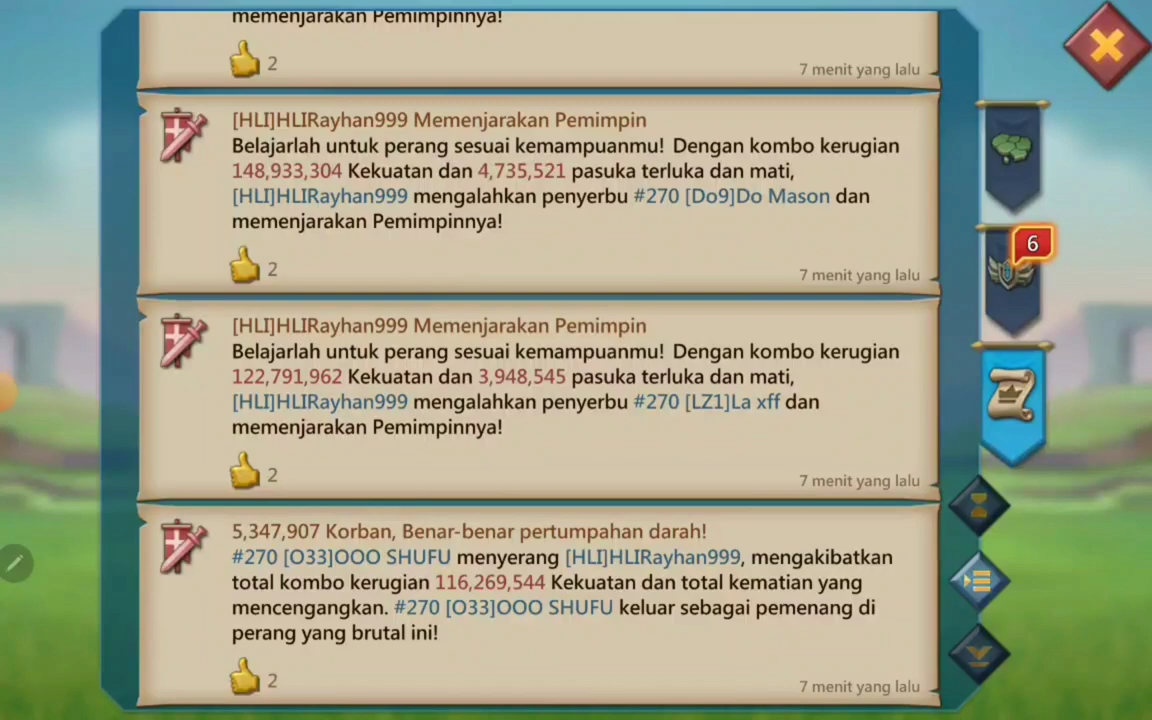 memenjarakan Pemimpinnya!
2
7 menit yang lalu
[HLI]HLIRayhan999 Memenjarakan Pemimpin
Belajarlah untuk perang sesuai kemampuanmu! Dengan kombo kerugian
148,933,304 Kekuatan dan 4,735,521 pasuka terluka dan mati,
[HLI]HLIRayhan999 mengalahkan penyerbu #270 [Do9]Do Mason dan
memenjarakan Pemimpinnya!
2
7 menit yang lalu
6
[HLI]HLIRayhan999 Memenjarakan Pemimpin
Belajarlah untuk perang sesuai kemampuanmu! Dengan kombo kerugian
122,791,962 Kekuatan dan 3,948,545 pasuka terluka dan mati,
[HLI]HLIRayhan999 mengalahkan penyerbu #270 [LZ1]La xff dan
memenjarakan Pemimpinnya!
2
7 menit yang lalu
5,347,907 Korban, Benar-benar pertumpahan darah!
#270 [O33]OOO SHUFU menyerang [HLI]HLIRayhan999, mengakibatkan
total kombo kerugian 116,269,544 Kekuatan dan total kematian yang
mencengangkan. #270 [O33]OOO SHUFU keluar sebagai pemenang di
perang yang brutal ini!
2
7 menit yang lalu